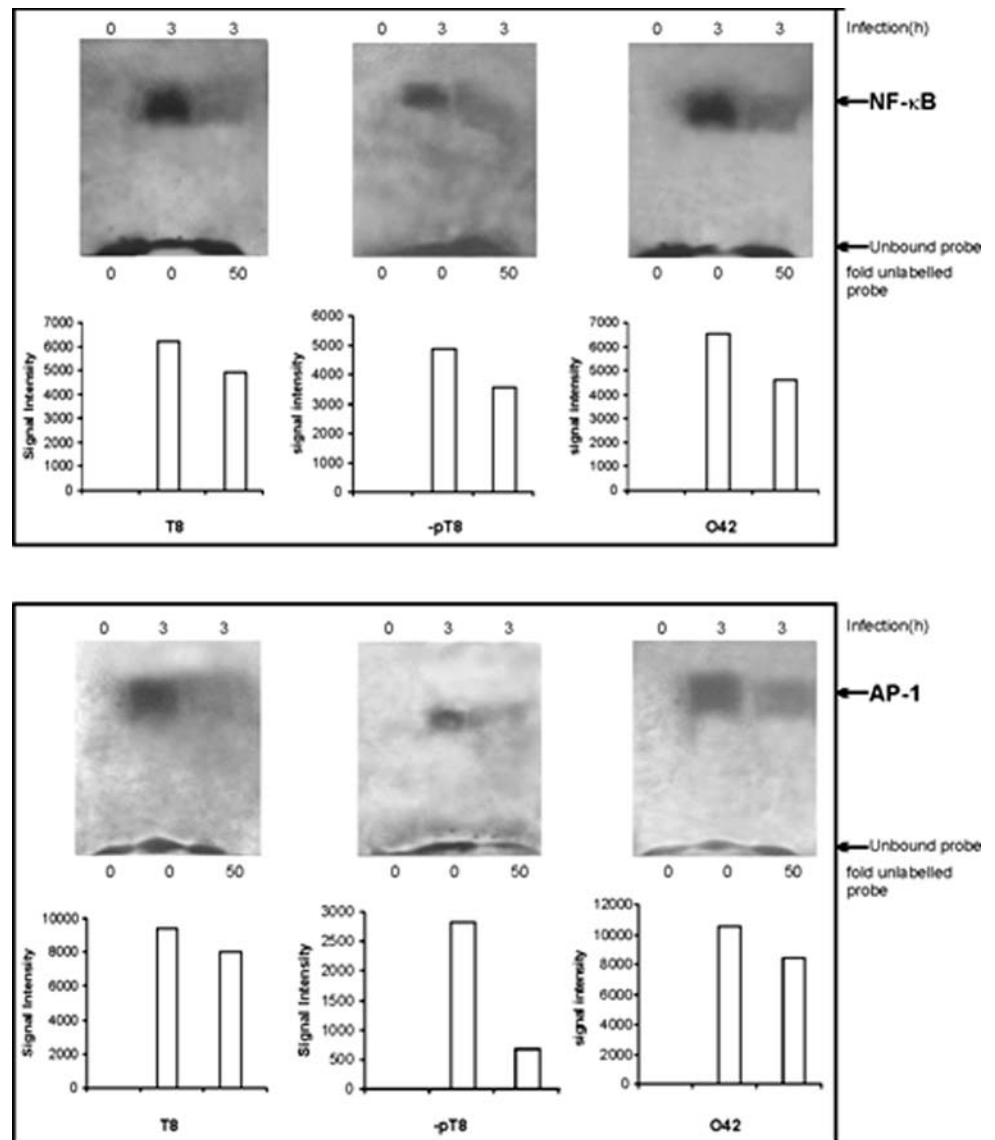 0 3 3 0 3 3 0 3 3 Infection(h)
NF-κB
Unbound probe
0 0 50 0 0 50 0 0 50 fold unlabelled
probe
Signal Intensity
7000
6000
5000
4000
3000
2000
1000
0
T8
signal intensity
6000
5000
4000
3000
2000
1000
0
-pT8
signal intensity
7000
6000
5000
4000
3000
2000
1000
0
O42
0 3 3 0 3 3 0 3 3 Infection(h)
AP-1
Unbound probe
0 0 50 0 0 50 0 0 50 fold unlabelled
probe
Signal Intensity
10000
8000
6000
4000
2000
0
T8
Signal Intensity
3000
2500
2000
1500
1000
500
0
-pT8
signal intensity
12000
10000
8000
6000
4000
2000
0
O42